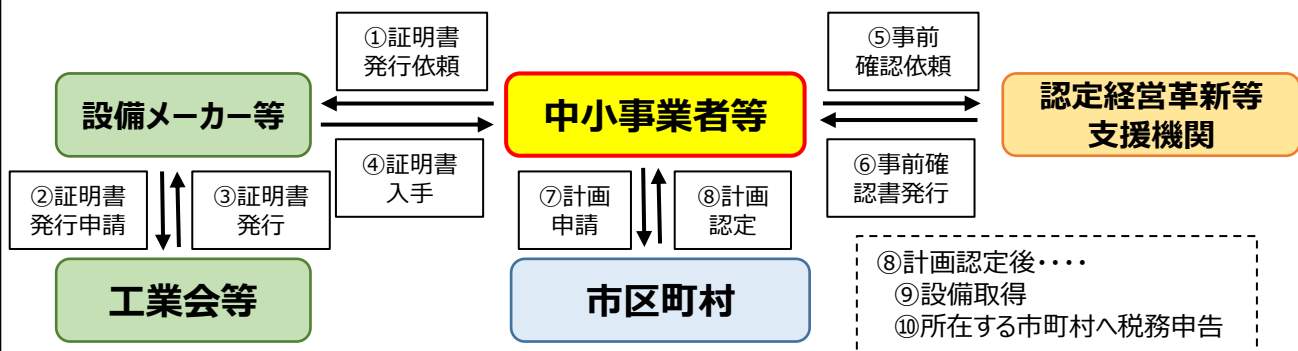 ①証明書
発行依頼
⑤事前
確認依頼
設備メーカー等
中小事業者等
認定経営革新等
支援機関
④証明書
入手
⑥事前確
認書発行
②証明書
発行申請
③証明書
発行
⑦計画
申請
⑧計画
認定
工業会等
市区町村
⑧計画認定後・・・・
⑨設備取得
⑩所在する市町村へ税務申告